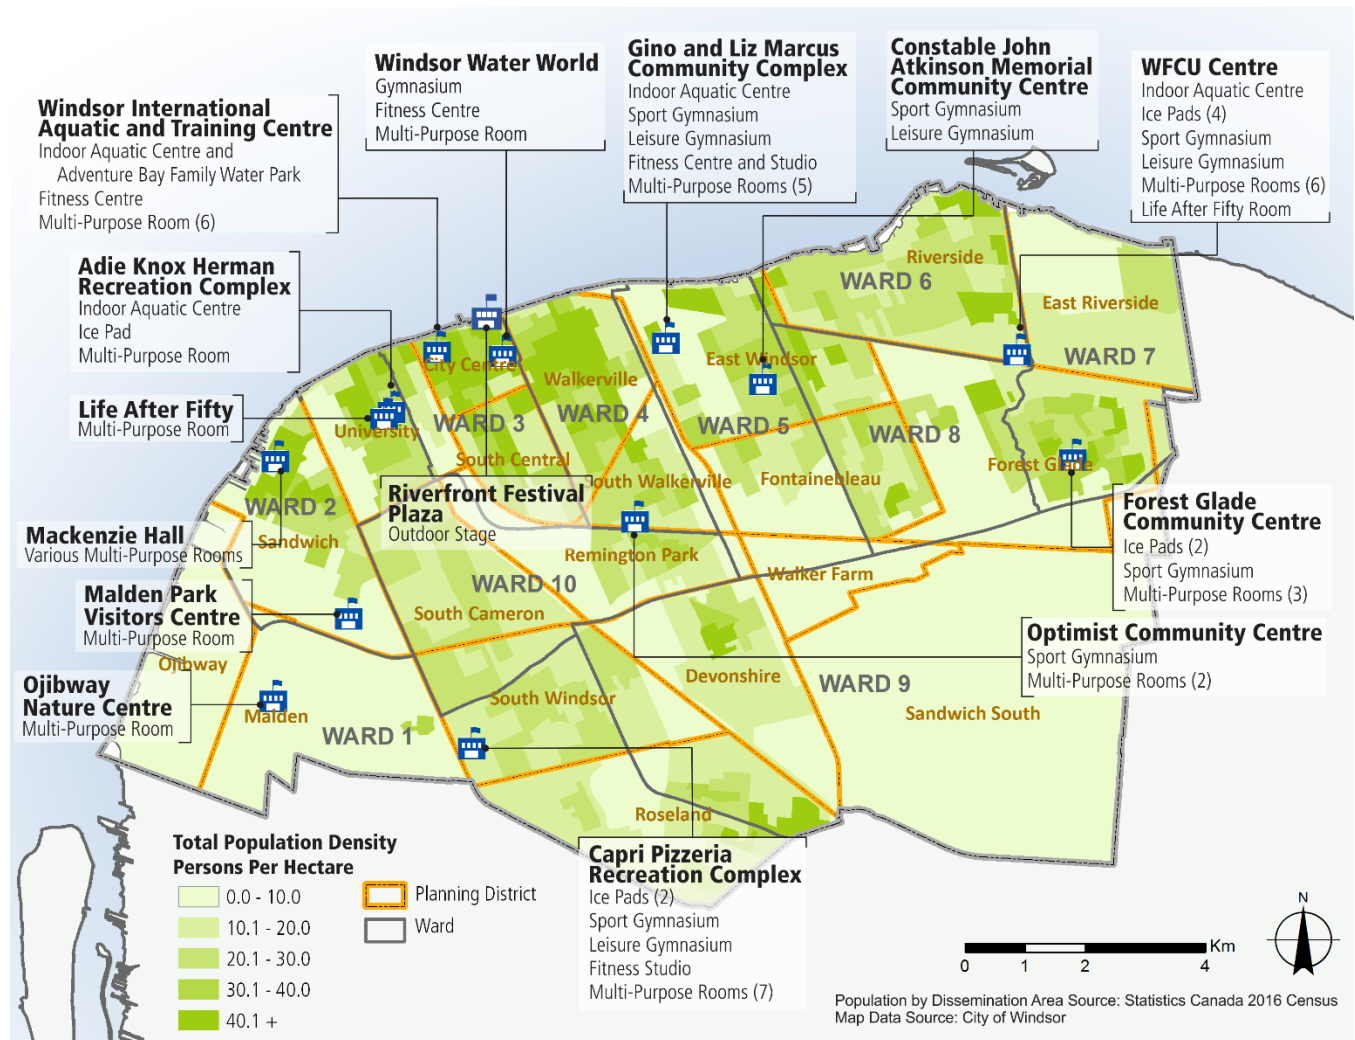 Windsor International
Aquatic and Training Centre
Indoor Aquatic Centre and
Adventure Bay Family Water Park
Fitness Centre
Multi-Purpose Room (6)
Windsor Water World
Gymnasium
Fitness Centre
Multi-Purpose Room
Gino and Liz Marcus
Community Complex
Indoor Aquatic Centre
Sport Gymnasium
Leisure Gymnasium
Fitness Centre and Studio
Multi-Purpose Rooms (5)
Constable John
Atkinson Memorial
Community Centre
Sport Gymnasium
Leisure Gymnasium
WFCU Centre
Indoor Aquatic Centre
Ice Pads (4)
Sport Gymnasium
Leisure Gymnasium
Multi-Purpose Rooms (6)
Life After Fifty Room
Adie Knox Herman
Recreation Complex
Indoor Aquatic Centre
Ice Pad
Multi-Purpose Room
Life After Fifty
Multi-Purpose Room
Mackenzie Hall
Various Multi-Purpose Rooms
Malden Park
Visitors Centre
Multi-Purpose Room
Ojibway
Nature Centre
Multi-Purpose Room
Riverfront Festival
Plaza
Outdoor Stage
Forest Glade
Community Centre
Ice Pads (2)
Sport Gymnasium
Multi-Purpose Rooms (3)
Optimist Community Centre
Sport Gymnasium
Multi-Purpose Rooms (2)
Capri Pizzeria
Recreation Complex
Ice Pads (2)
Sport Gymnasium
Leisure Gymnasium
Fitness Studio
Multi-Purpose Rooms (7)
Riverside
WARD 6
East Riverside
WARD 7
City Centre
Walkerville
East Windsor
WARD 3
WARD 4
WARD 5
WARD 8
University
South Central
South Walkerville
Fontainebleau
Forest Glade
WARD 2
Sandwich
Remington Park
Walker Farm
WARD 10
South Cameron
Ojibway
Malden
WARD 1
South Windsor
Devonshire
WARD 9
Sandwich South
Roseland
Total Population Density
Persons Per Hectare
0.0 - 10.0
10.1 - 20.0
20.1 - 30.0
30.1 - 40.0
40.1 +
Planning District
Ward
N
Km
0 1 2 4
Population by Dissemination Area Source: Statistics Canada 2016 Census
Map Data Source: City of Windsor